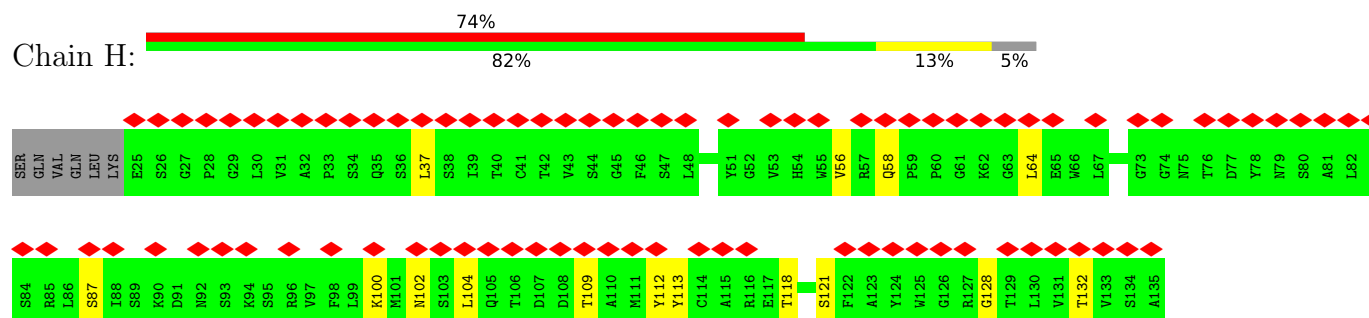 74%
Chain H:
82% 13% 5%
SER GLN VAL GLN LEU LYS E25 S26 G27 P28 G29 L30 V31 A32 P33 S34 Q35 S36 L37 S38 I39 T40 C41 T42 V43 S44 G45 F46 S47 L48 Y51 G52 V53 H54 W55 V56 R57 Q58 P59 P60 G61 K62 G63 L64 E65 W66 L67 G73 G74 N75 T76 D77 Y78 N79 S80 A81 L82
S84 R85 L86 S87 I88 S89 K90 D91 N92 S93 K94 S95 R96 V97 F98 L99 K100 M101 N102 S103 L104 Q105 T106 D107 D108 T109 A110 M111 Y112 Y113 C114 A115 R116 E117 T118 S121 F122 A123 Y124 W125 G126 R127 G128 T129 L130 V131 T132 V133 S134 A135